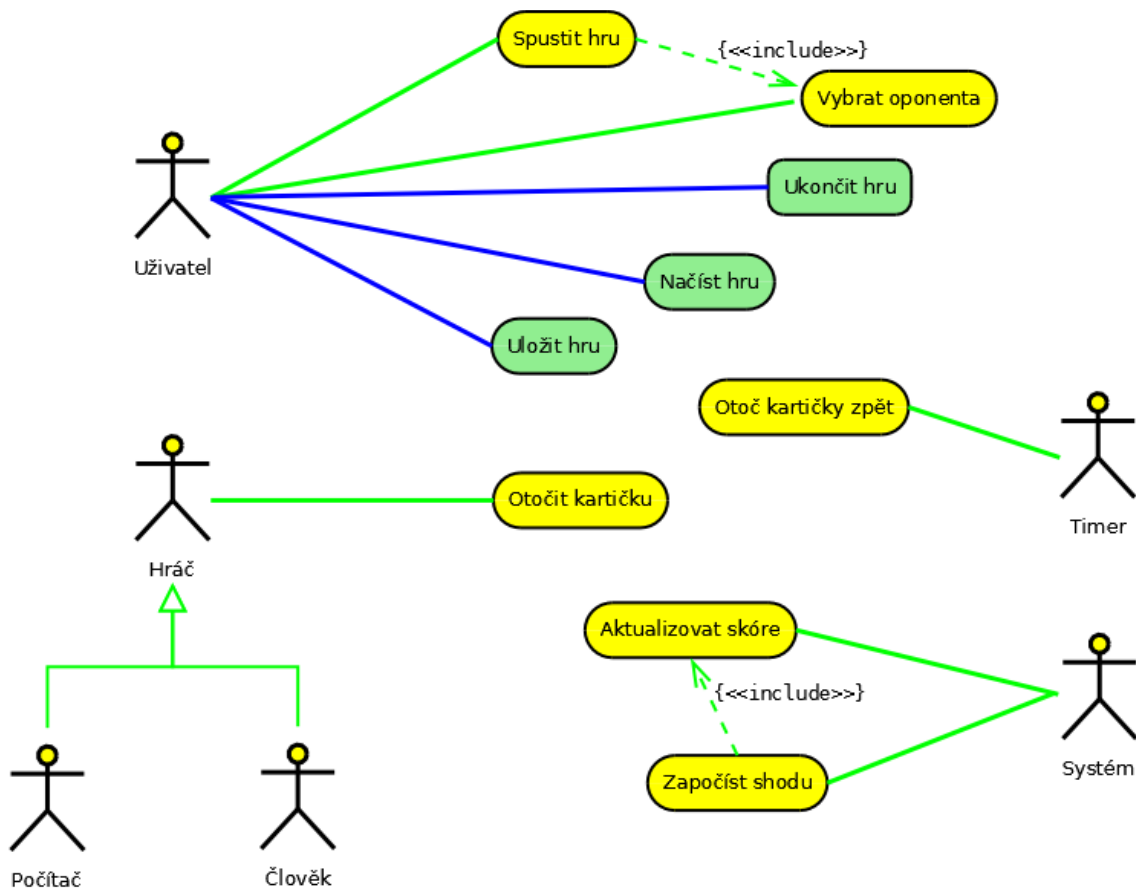 Spustit hru
{<<include>>}
Vybrat oponenta
Ukončit hru
Uživatel
Načíst hru
Uložit hru
Otoč kartičky zpět
Otočit kartičku
Timer
Hráč
Aktualizovat skóre
{<<include>>}
Systém
Započíst shodu
Počítač
Člověk